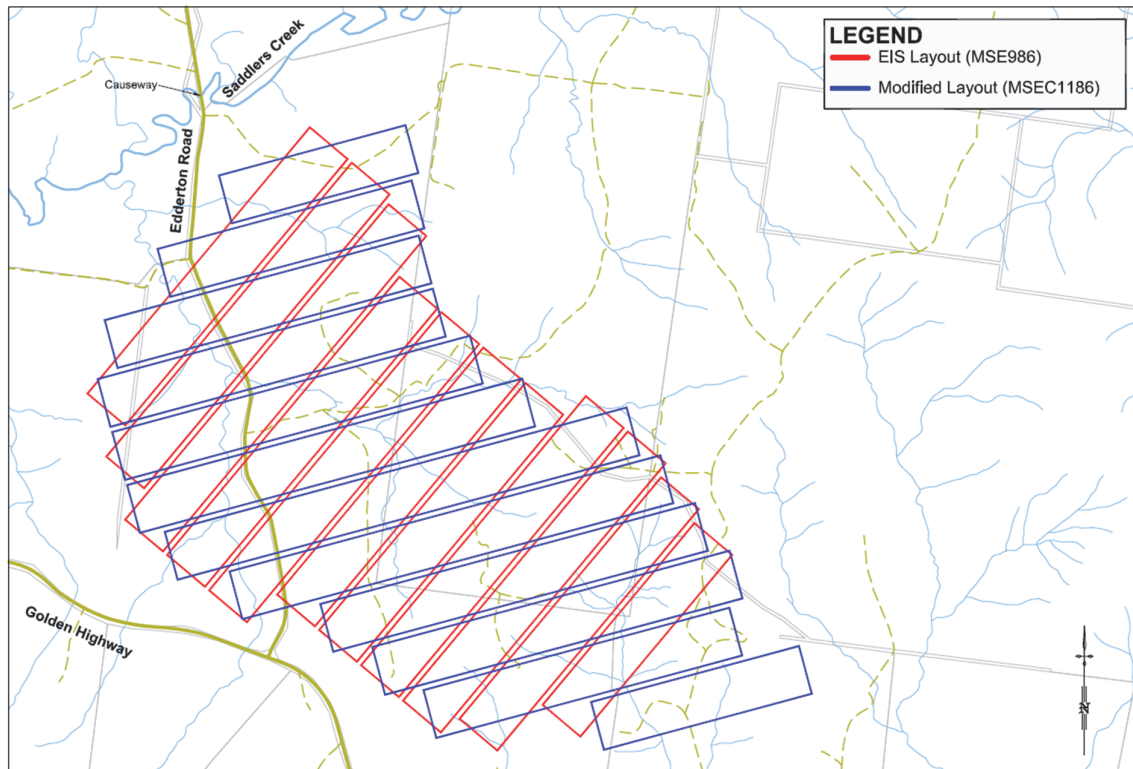 LEGEND
EIS Layout (MSE986)
Modified Layout (MSEC1186)
Saddlers Creek
Causeway
Edderton Road
Golden Highway
N